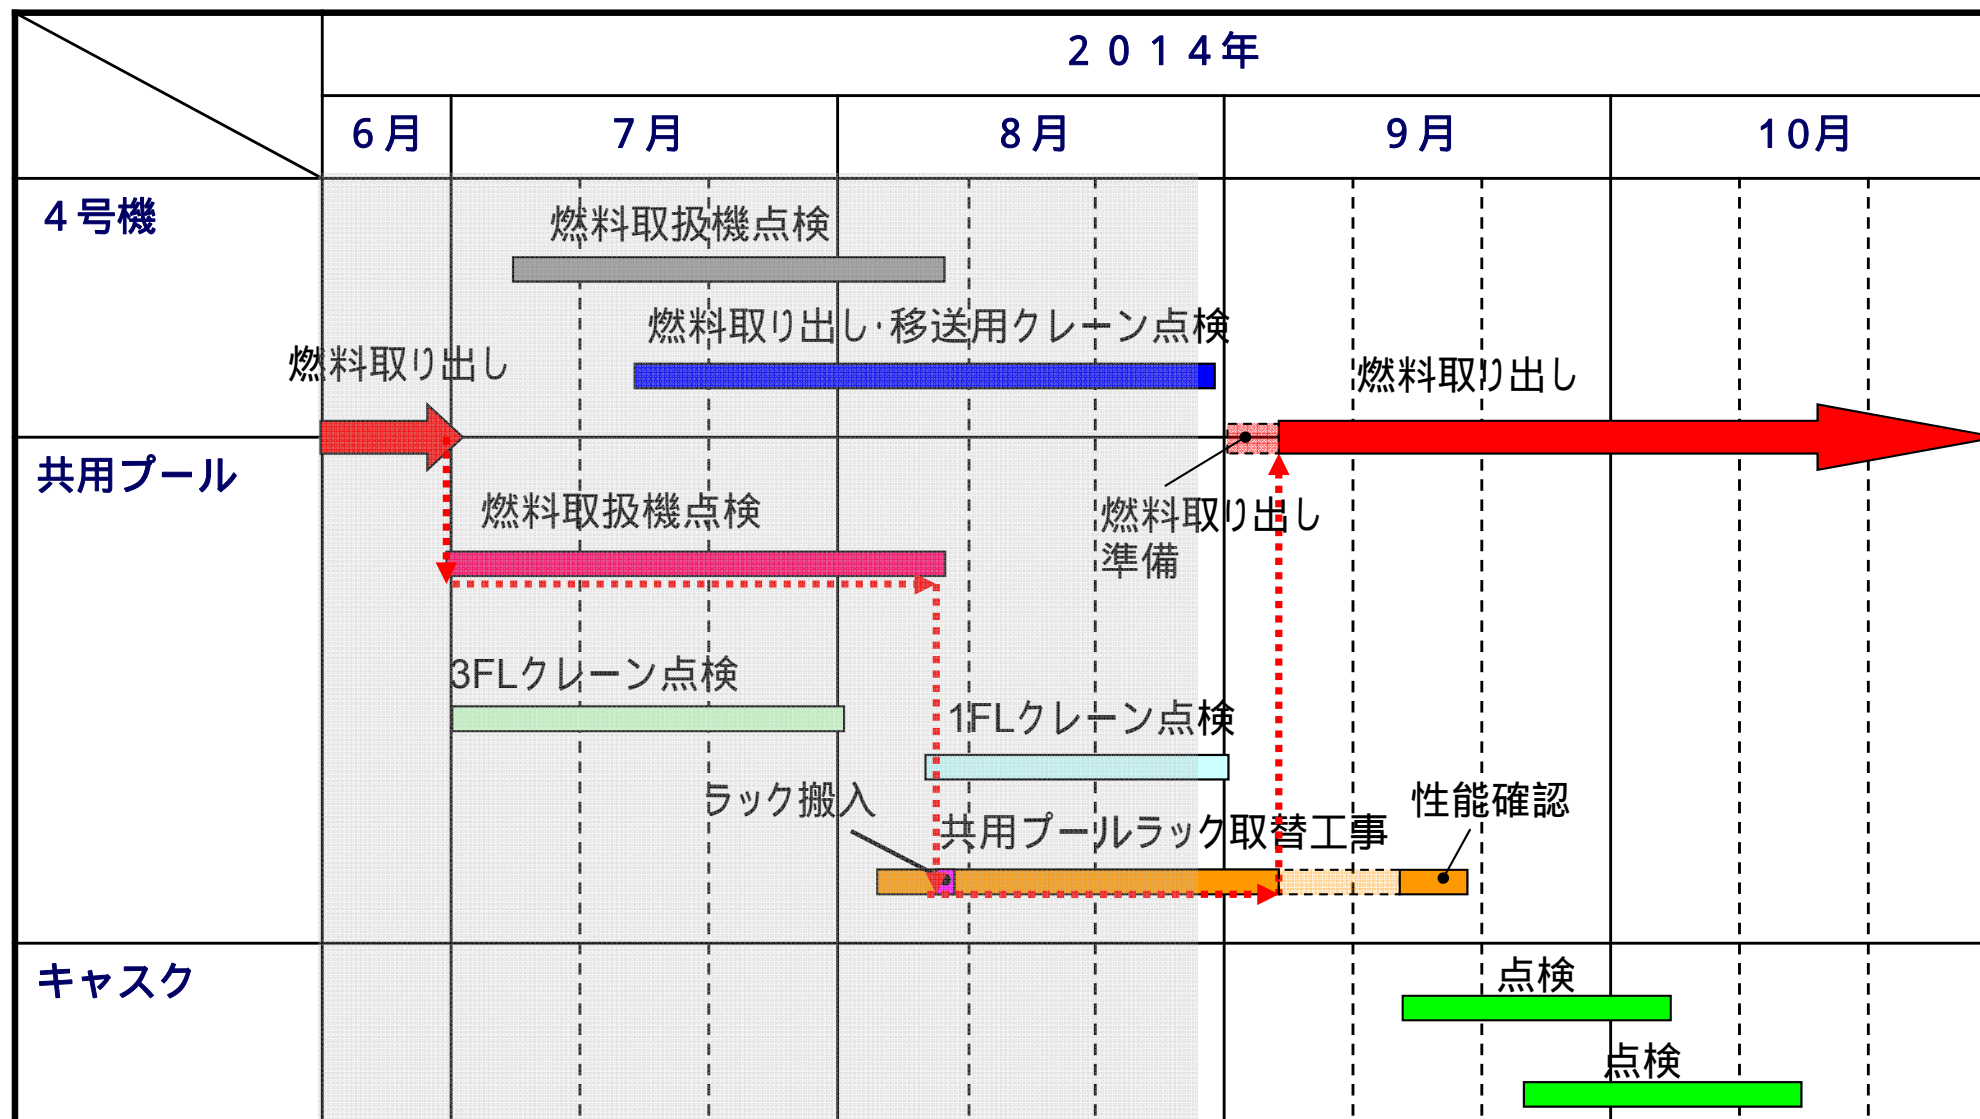 ２０１４年
6月
7月
8月
9月
10月
４号機
燃料取扱機点検
燃料取り出し・移送用クレーン点検
燃料取り出し
燃料取り出し
共用プール
燃料取扱機点検
燃料取り出し
準備
3FLクレーン点検
1FLクレーン点検
ラック搬入
共用プールラック取替工事
性能確認
キャスク
点検
点検